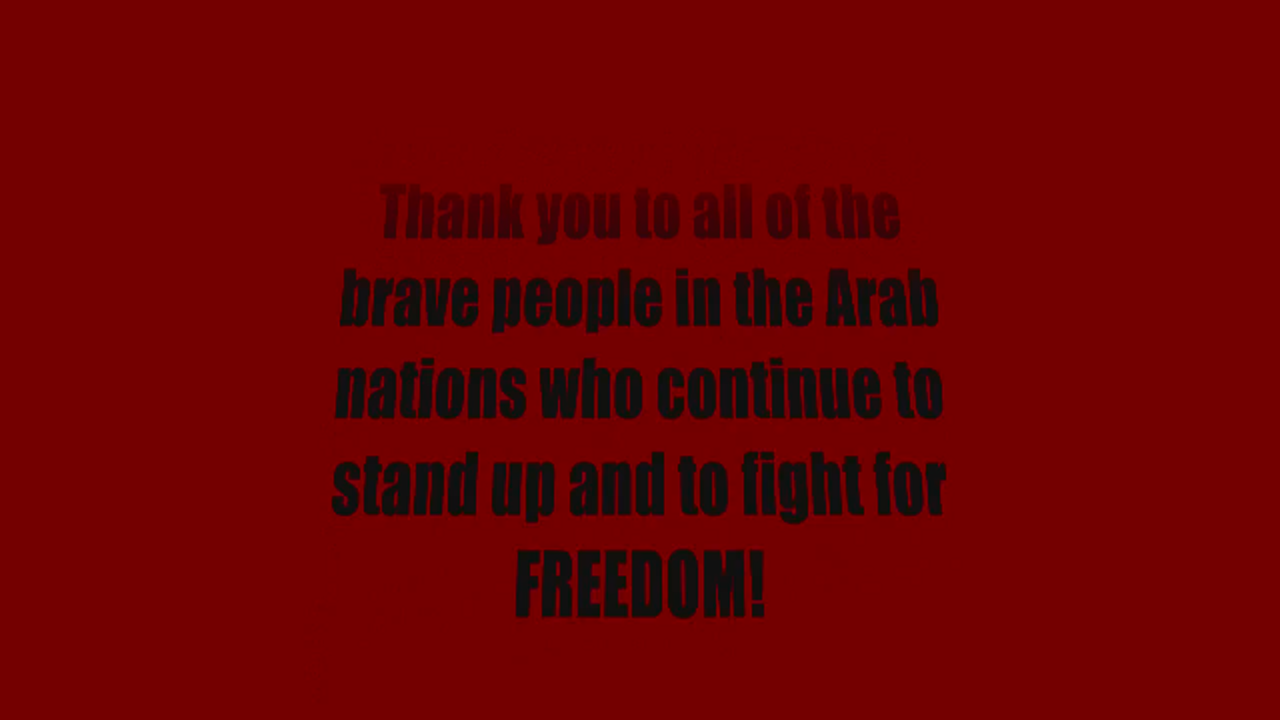 Thank you to all of the
brave people in the Arab
nations who continue to
stand up and to fight for
FREEDOM!